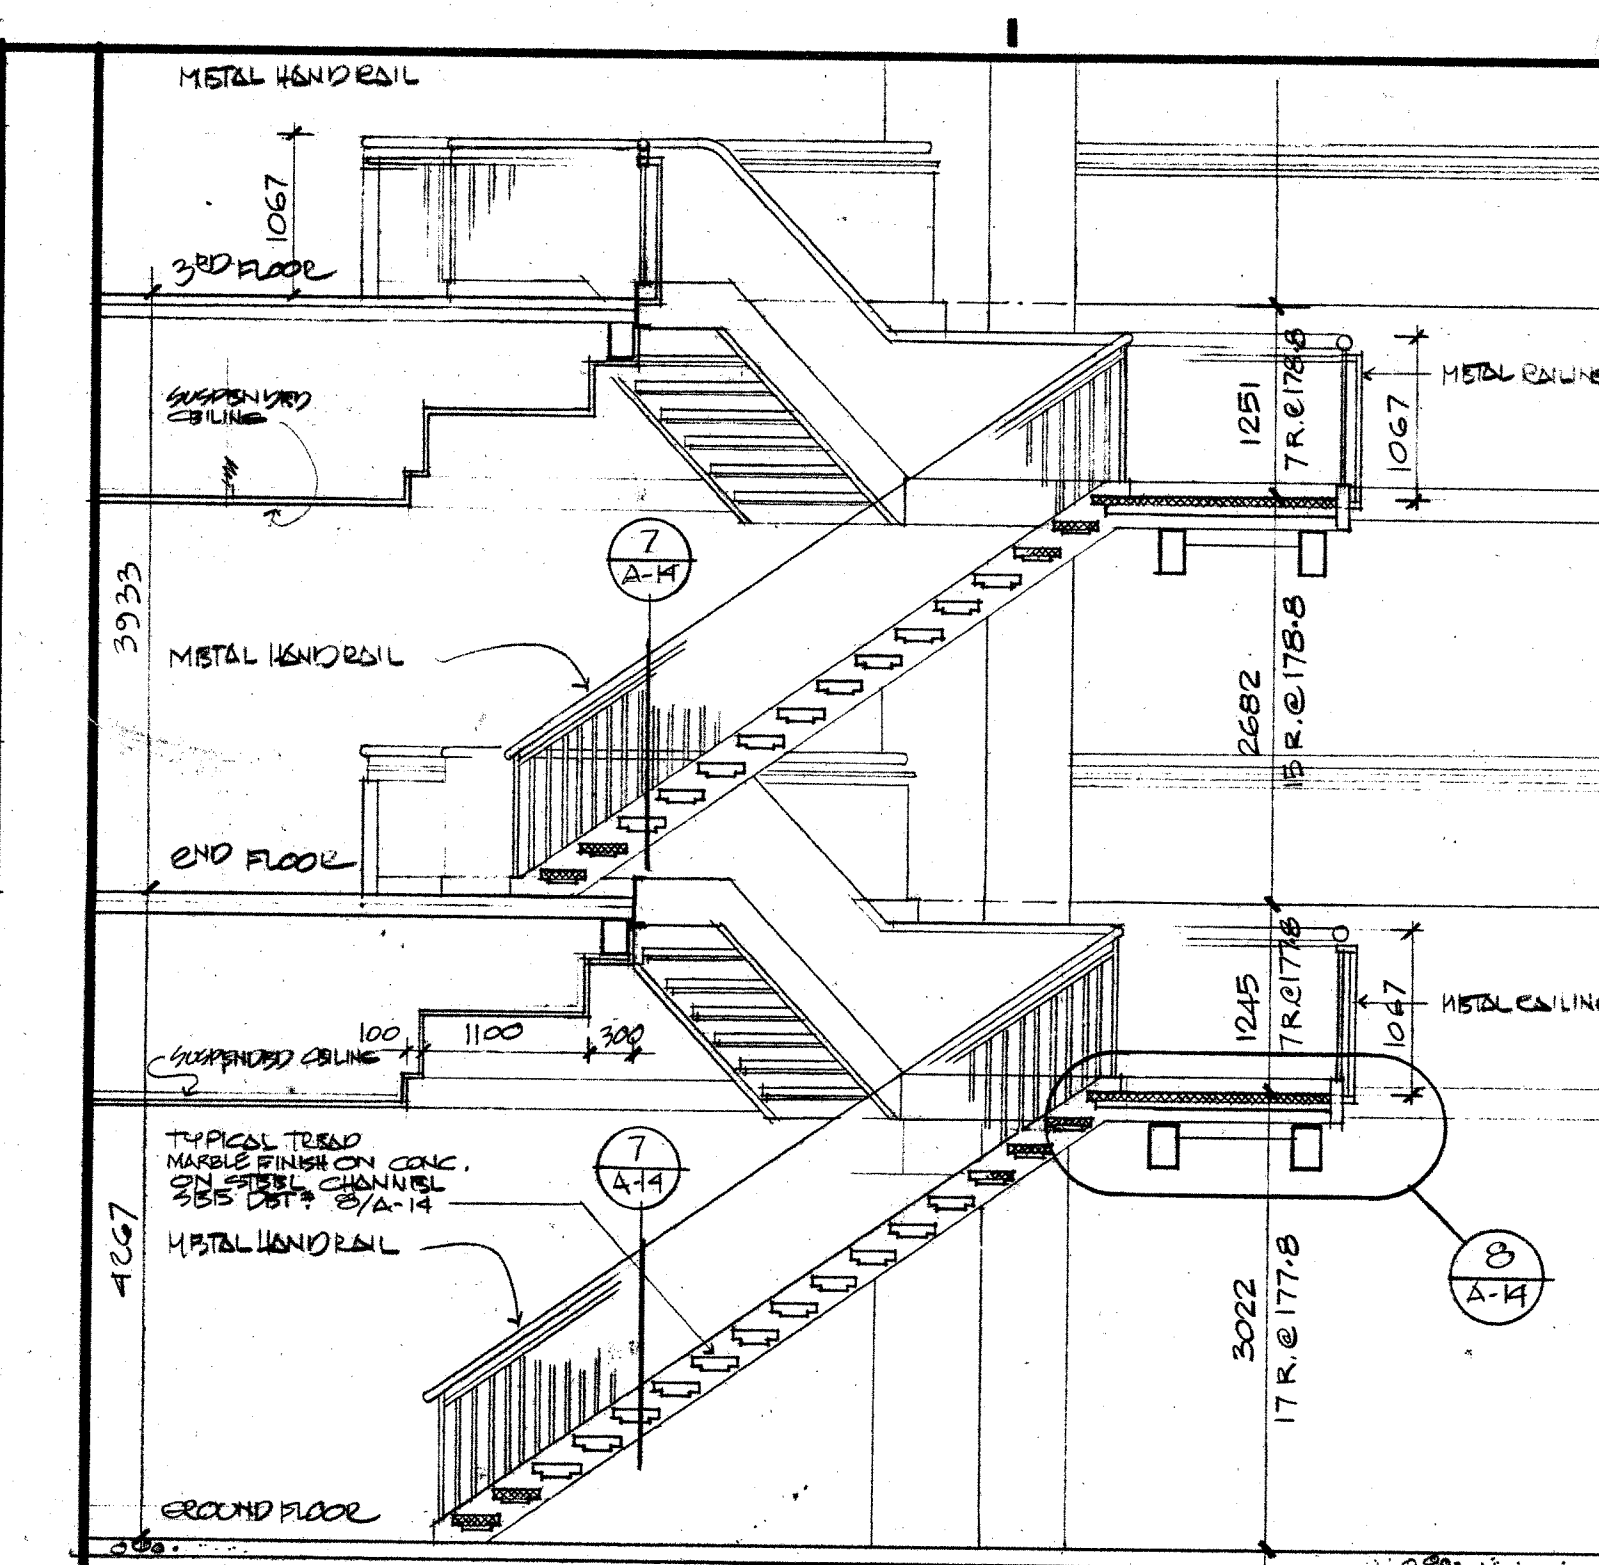 METAL HANDRAIL
1067
3RD FLOOR
SUSPENDED
CEILING
1251
7 R.@178.8
1067
METAL RAILING
7
A-14
3933
METAL HANDRAIL
2682
15 R.@178.8
2ND FLOOR
100
1100
300
SUSPENDED CEILING
1245
7R.@177.8
1067
METAL RAILING
TYPICAL TREAD
MARBLE FINISH ON CONC.
ON STEEL CHANNEL
SEE DET# 8/A-14
7
A-14
METAL HANDRAIL
4267
3022
17 R.@177.8
8
A-14
GROUND FLOOR